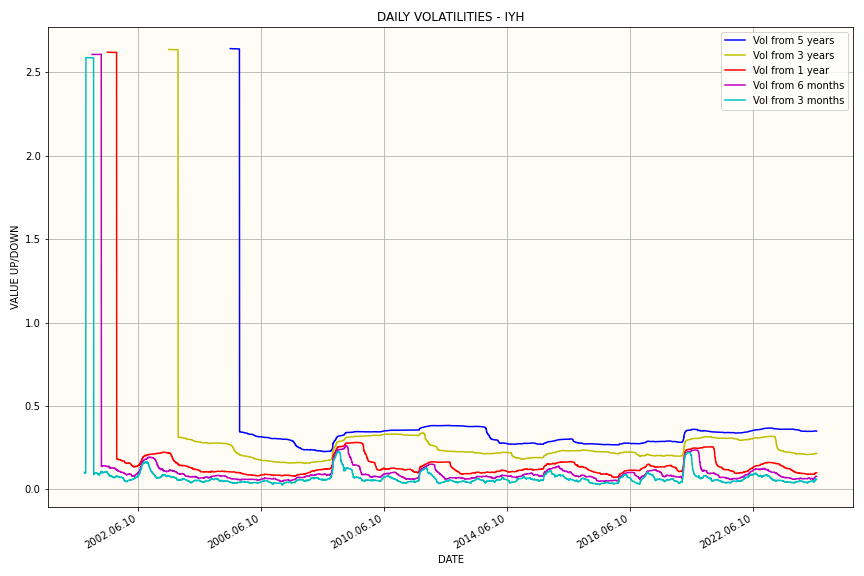 DAILY VOLATILITIES - IYH
Vol from 5 years
Vol from 3 years
Vol from 1 year
Vol from 6 months
Vol from 3 months
VALUE UP/DOWN
2.5
2.0
1.5
1.0
0.5
0.0
2002.06.10
2006.06.10
2010.06.10
2014.06.10
2018.06.10
2022.06.10
DATE